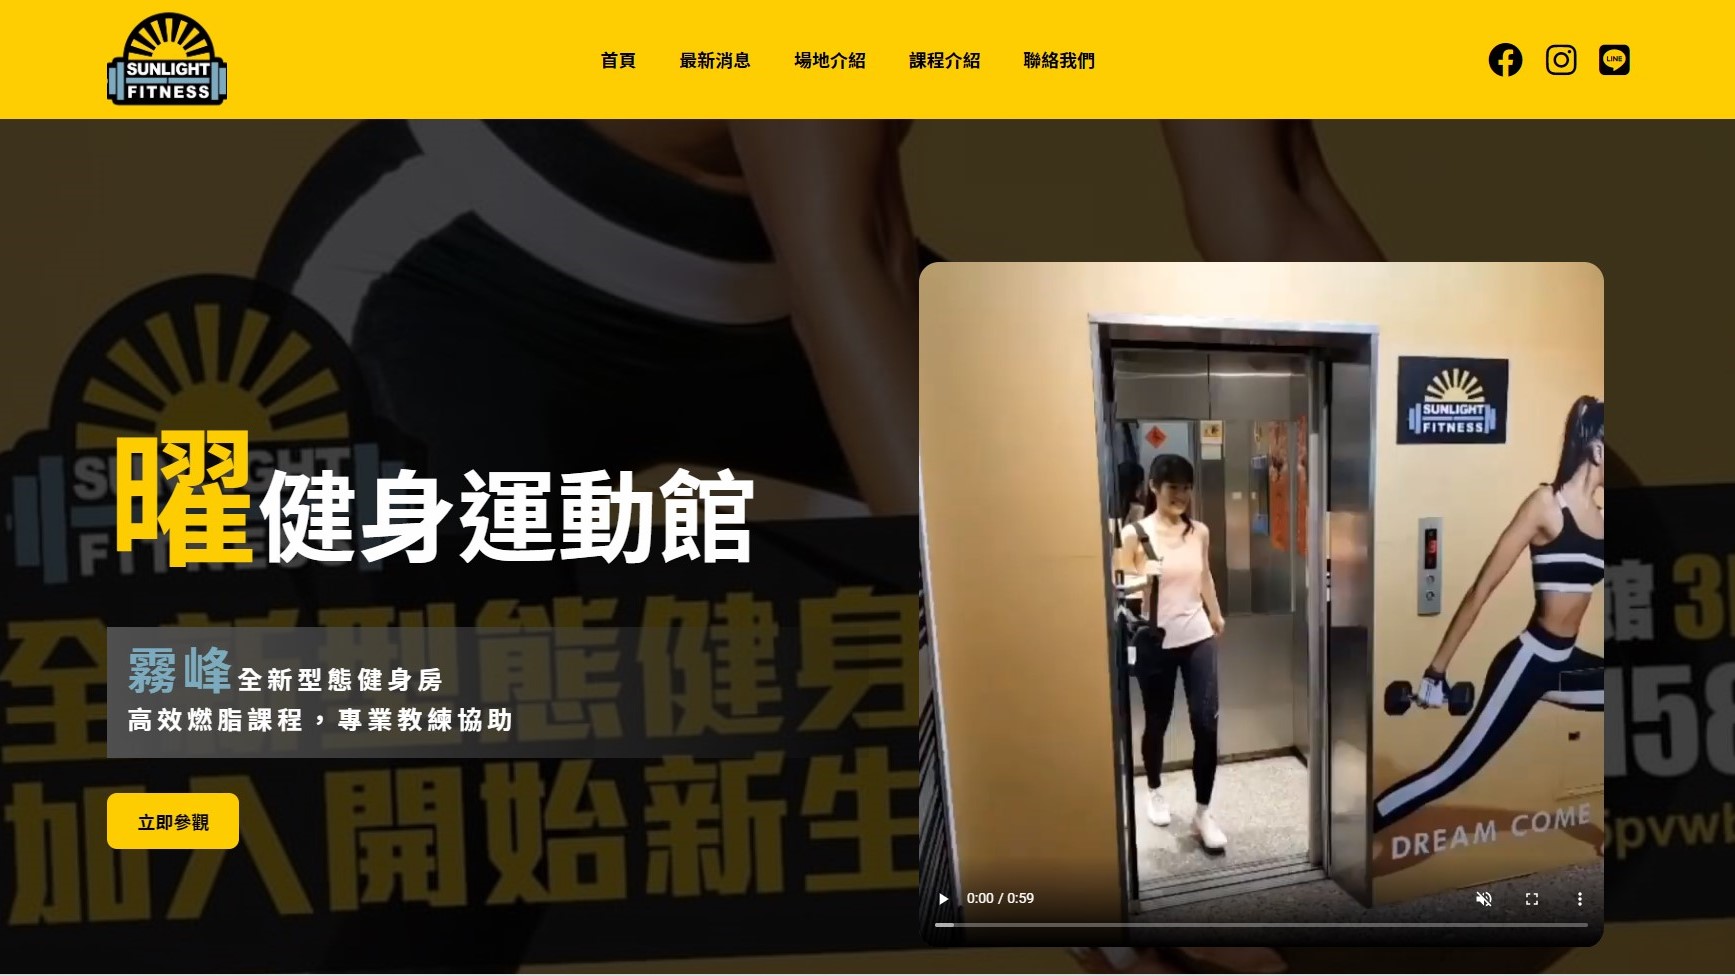 SUNLIGHT
FITNESS
首頁
最新消息
場地介紹
課程介紹
聯絡我們
LINE
曜健身運動館
霧峰全新型態健身房
高效燃脂課程，專業教練協助
立即參觀
全新型態健身
加入開始新生
館 3
158
pvw
SUNLIGHT
FITNESS
DREAM COME
0:00 / 0:59